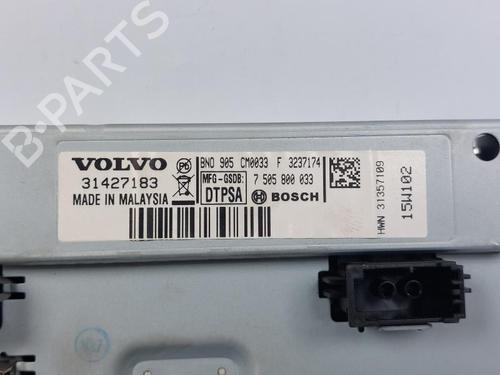 VOLVO
31427183
MADE IN MALAYSIA
BNO 905 CM0033 F 3237174
MFG-GSDB: 7 505 800 033
DTPSA BOSCH
HWN 31357109
15W102
B-PARTS